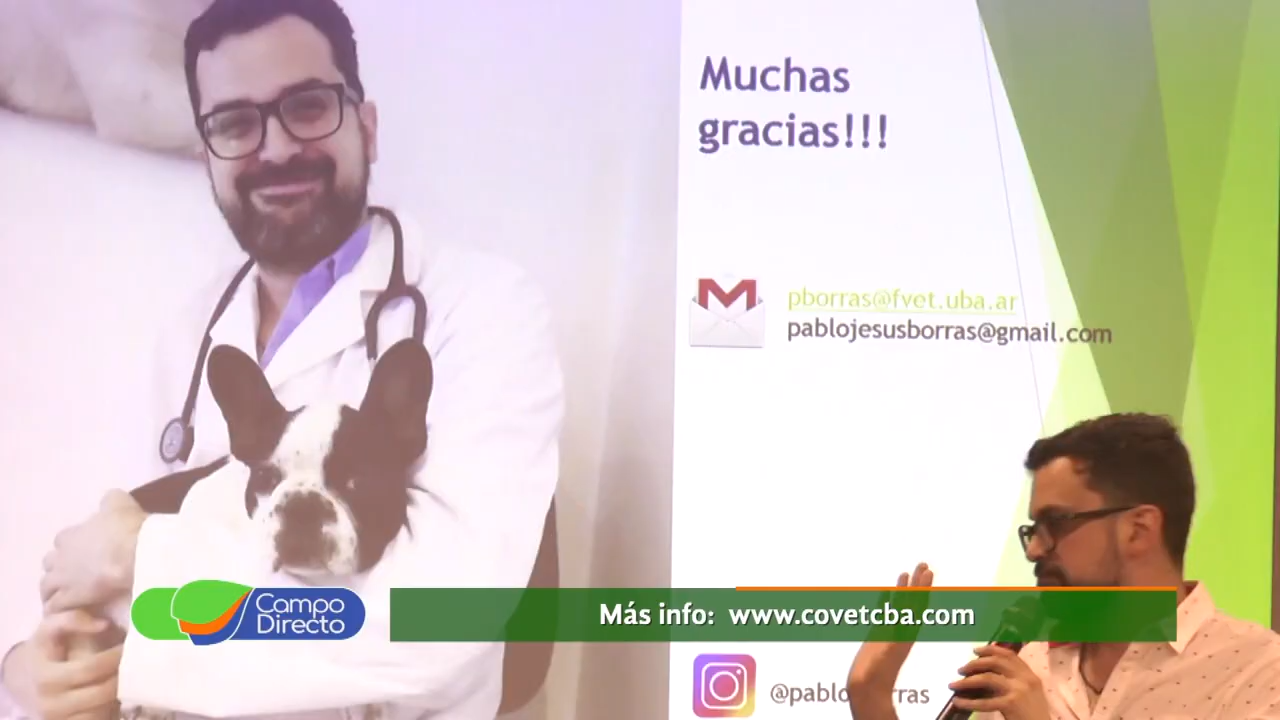 Muchas
gracias!!!
pborras@fvet.uba.ar
pablojesusborras@gmail.com
Campo
Directo
Más info: www.covetcba.com